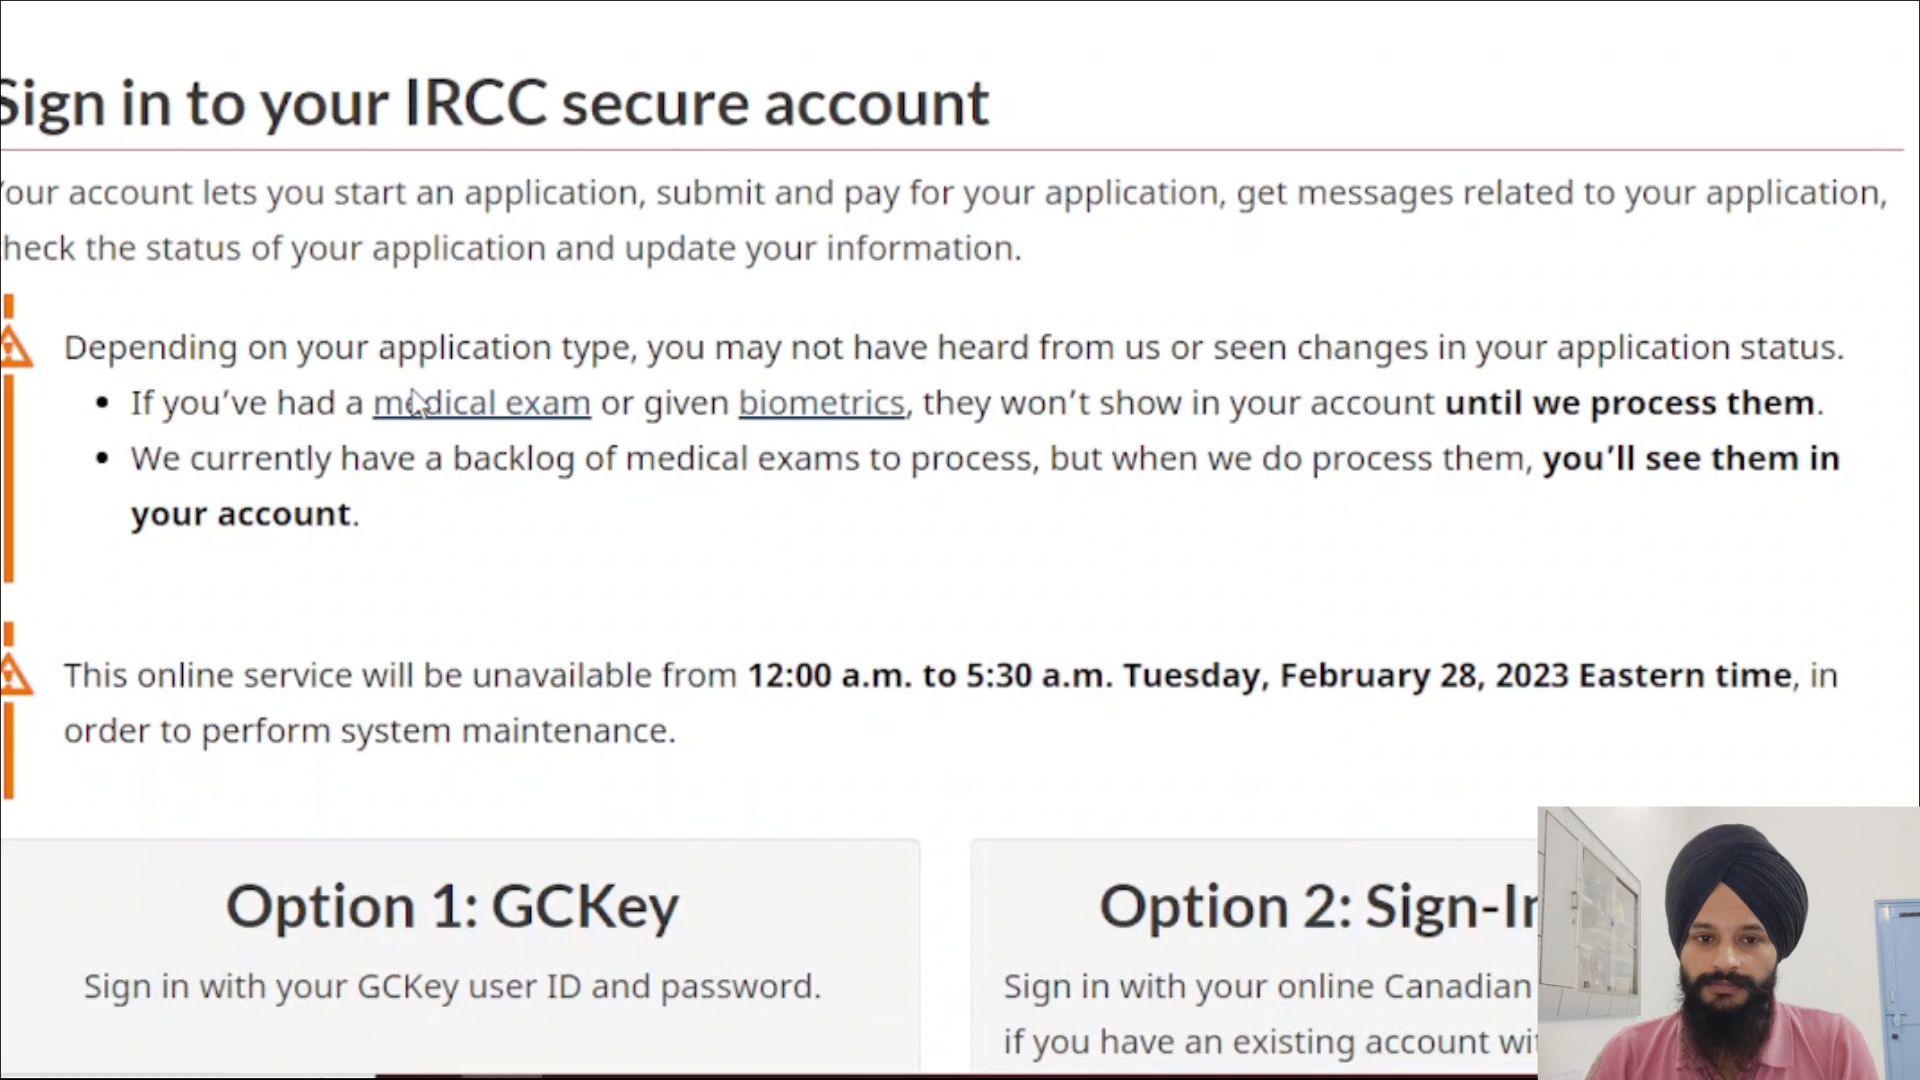 Sign in to your IRCC secure account
Your account lets you start an application, submit and pay for your application, get messages related to your application,
check the status of your application and update your information.
Depending on your application type, you may not have heard from us or seen changes in your application status.
• If you’ve had a medical exam or given biometrics, they won’t show in your account until we process them.
• We currently have a backlog of medical exams to process, but when we do process them, you’ll see them in
your account.
This online service will be unavailable from 12:00 a.m. to 5:30 a.m. Tuesday, February 28, 2023 Eastern time, in
order to perform system maintenance.
Option 1: GCKey
Sign in with your GCKey user ID and password.
Option 2: Sign-In
Sign in with your online Canadian
if you have an existing account wi